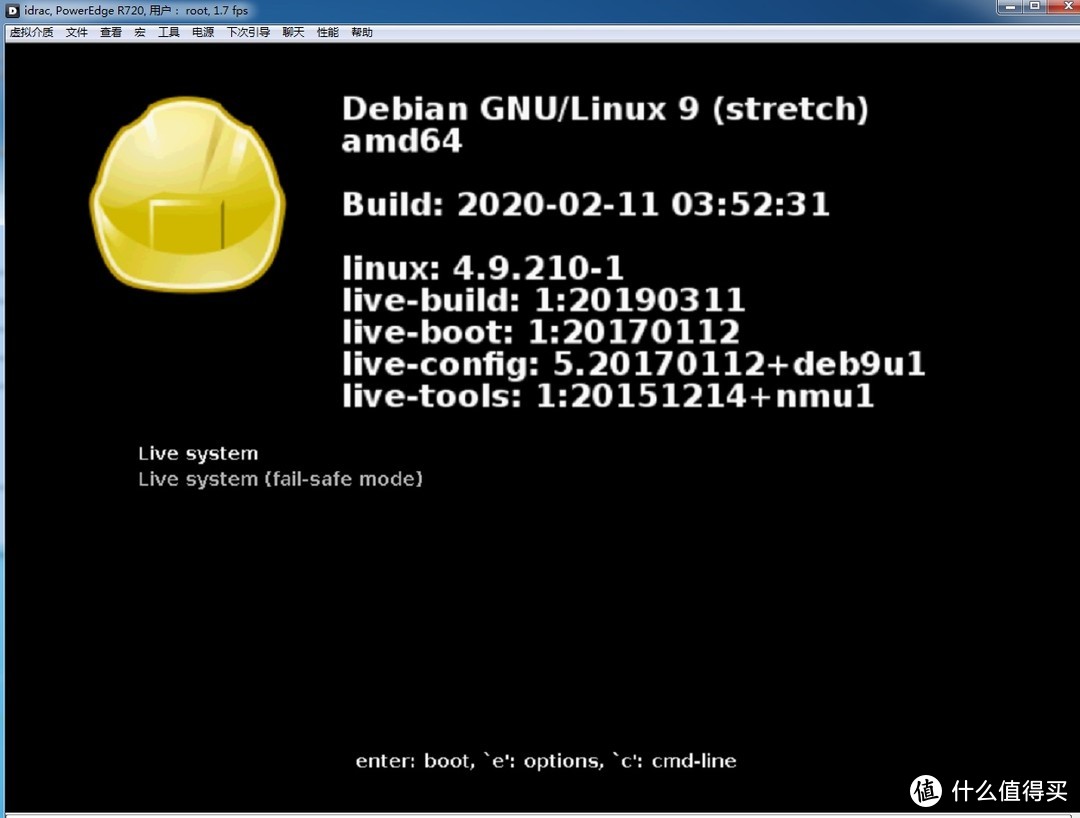 idrac, PowerEdge R720, 用户： root, 1.7 fps
虚拟介质 文件 查看 宏 工具 电源 下次引导 聊天 性能 帮助
Debian GNU/Linux 9 (stretch)
amd64
Build: 2020-02-11 03:52:31
linux: 4.9.210-1
live-build: 1:20190311
live-boot: 1:20170112
live-config: 5.20170112+deb9u1
live-tools: 1:20151214+nmu1
Live system
Live system (fail-safe mode)
enter: boot, `e': options, `c': cmd-line
值 什么值得买